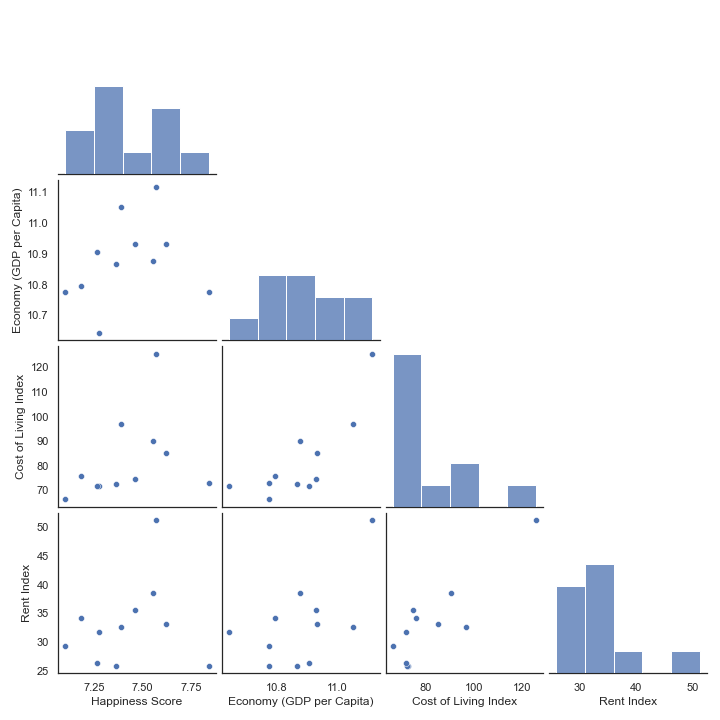 Economy (GDP per Capita)
11.1
11.0
10.9
10.8
10.7
Cost of Living Index
120
110
100
90
80
70
Rent Index
50
45
40
35
30
25
7.25 7.50 7.75
Happiness Score
10.8 11.0
Economy (GDP per Capita)
80 100 120
Cost of Living Index
30 40 50
Rent Index